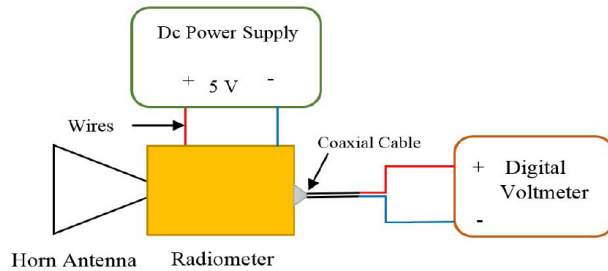 Dc Power Supply
+ 5 V -
Wires
Coaxial Cable
+ Digital
Voltmeter
-
Horn Antenna
Radiometer